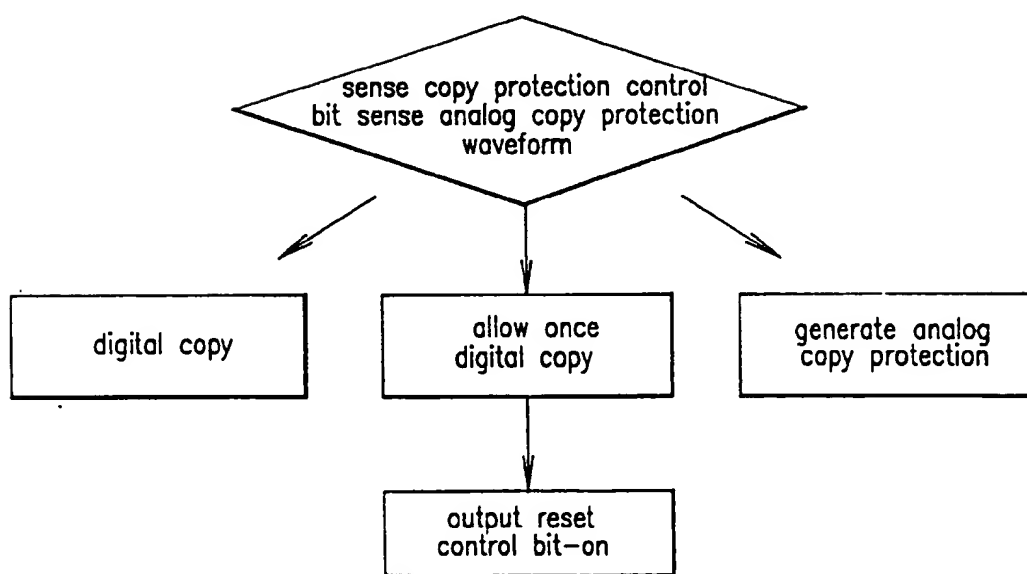 sense copy protection control
bit sense analog copy protection
waveform
digital copy
allow once
digital copy
generate analog
copy protection
output reset
control bit-on